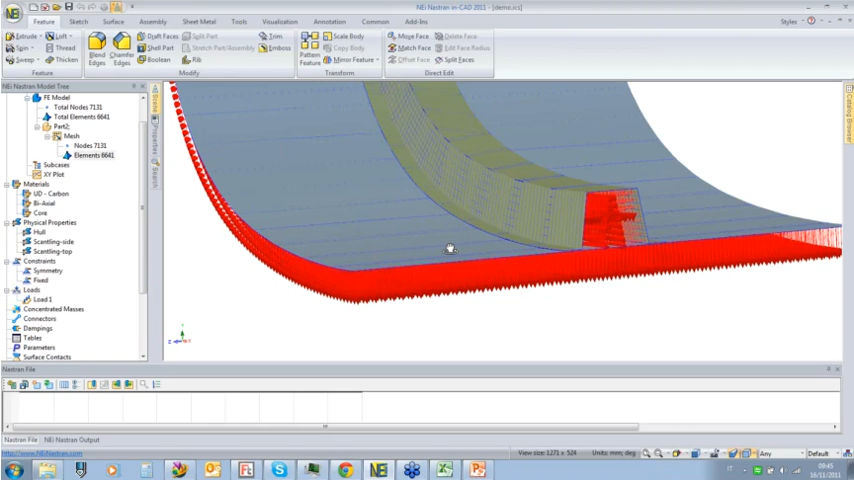 NEi Nastran in-CAD 2011 - [demo.ics]
Feature Sketch Surface Assembly Sheet Metal Tools Visualization Annotation Common Add-Ins Styles
Extrude Loft
Spin Thread
Sweep Thicken
Feature
Blend Edges
Chamfer Edges
Draft Faces
Shell Part
Boolean
Split Part
Stretch Part/Assembly
Rib
Trim
Emboss
Modify
Pattern Feature
Scale Body
Copy Body
Mirror Feature
Transform
Move Face
Match Face
Offset Face
Delete Face
Edit Face Radius
Split Faces
Direct Edit
NEi Nastran Model Tree
FE Model
Total Nodes 7131
Total Elements 6641
Part2;
Mesh
Nodes 7131
Elements 6641
Subcases
XY Plot
Materials
UD - Carbon
Bi-Axial
Core
Physical Properties
Hull
Scantling-side
Scantling-top
Constraints
Symmetry
Fixed
Loads
Load 1
Concentrated Masses
Connectors
Dampings
Tables
Parameters
Surface Contacts
Scene
Properties
Search
Catalog Browser
Z
Nastran File
Nastran File NEi Nastran Output
http://www.NEiNastran.com
View size: 1271 x 524 Units: mm; deg
Any
Default
IT
09:45
16/11/2011